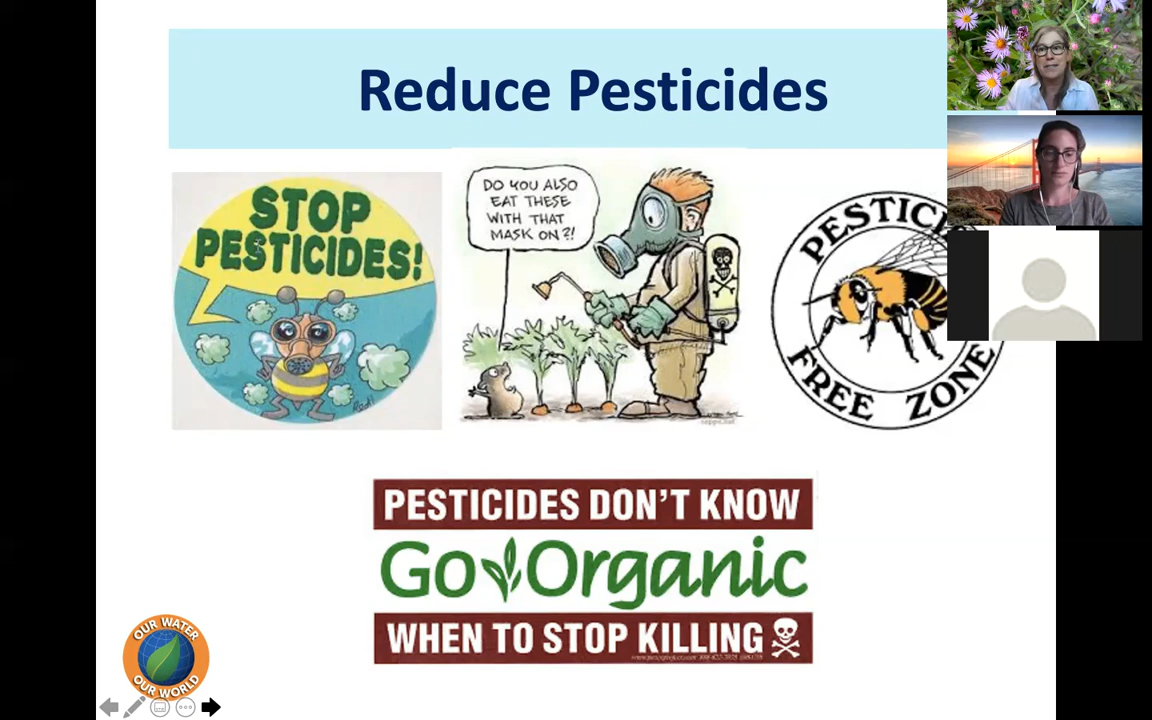 Reduce Pesticides
STOP
PESTICIDES!
DO YOU ALSO
EAT THESE
WITH THAT
MASK ON?!
FREE ZONE
PESTICIDES DON'T KNOW
Go Organic
WHEN TO STOP KILLING
OUR WATER
OUR WORLD